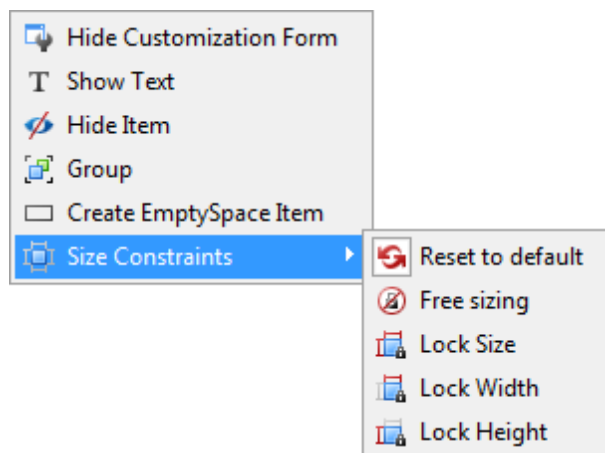 Hide Customization Form
Show Text
Hide Item
Group
Create EmptySpace Item
Size Constraints
Reset to default
Free sizing
Lock Size
Lock Width
Lock Height